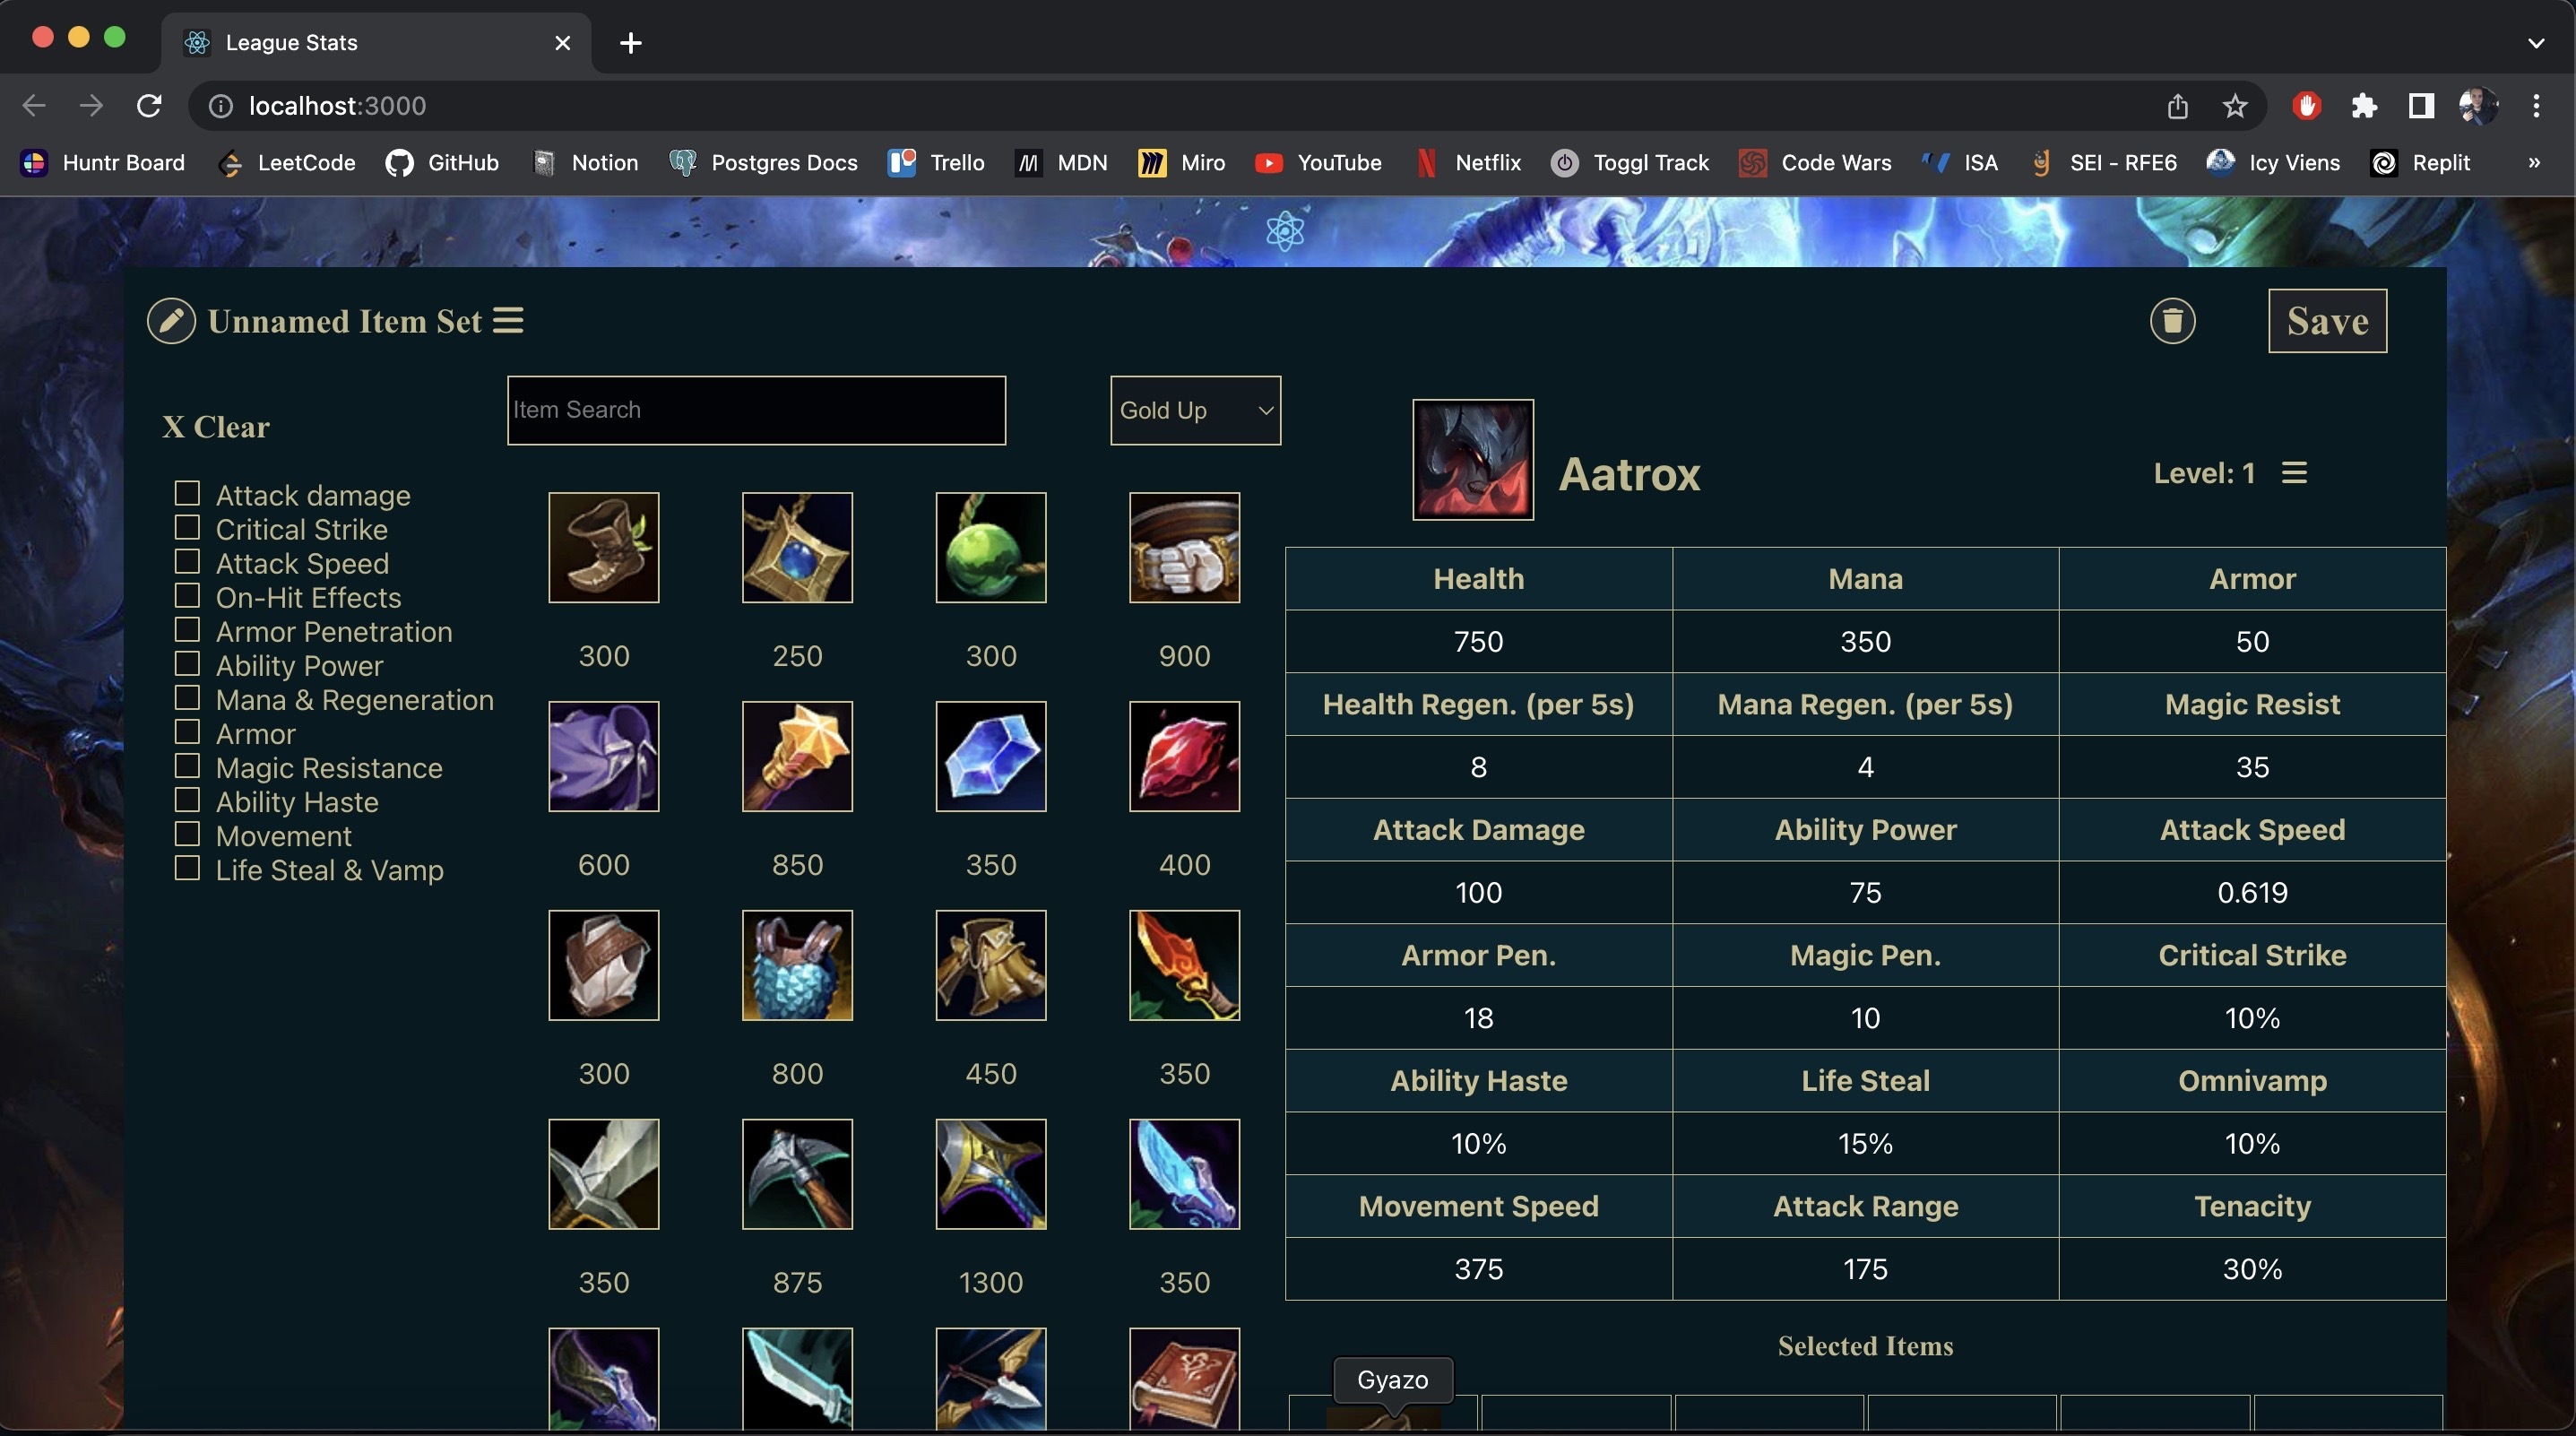 League Stats
localhost:3000
Huntr Board LeetCode GitHub Notion Postgres Docs Trello MDN Miro YouTube Netflix Toggl Track Code Wars ISA SEI - RFE6 Icy Viens Replit »
Unnamed Item Set
Save
X Clear
Item Search
Gold Up
Attack damage
Critical Strike
Attack Speed
On-Hit Effects
Armor Penetration
Ability Power
Mana & Regeneration
Armor
Magic Resistance
Ability Haste
Movement
Life Steal & Vamp
300 250 300 900
600 850 350 400
300 800 450 350
350 875 1300 350
Aatrox
Level: 1
Health Mana Armor
750 350 50
Health Regen. (per 5s) Mana Regen. (per 5s) Magic Resist
8 4 35
Attack Damage Ability Power Attack Speed
100 75 0.619
Armor Pen. Magic Pen. Critical Strike
18 10 10%
Ability Haste Life Steal Omnivamp
10% 15% 10%
Movement Speed Attack Range Tenacity
375 175 30%
Selected Items
Gyazo